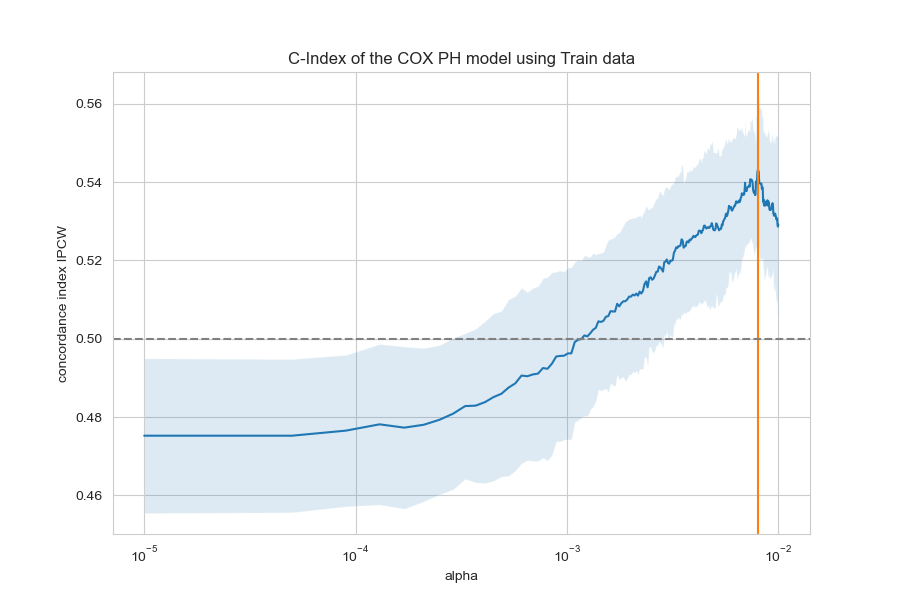 C-Index of the COX PH model using Train data
concordance index IPCW
0.56
0.54
0.52
0.50
0.48
0.46
10⁻⁵ 10⁻⁴ 10⁻³ 10⁻²
alpha